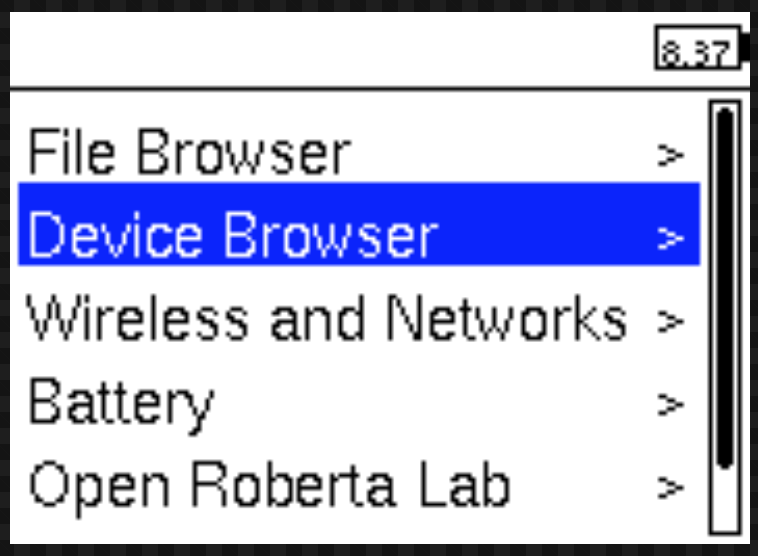 8.37
File Browser >
Device Browser >
Wireless and Networks >
Battery >
Open Roberta Lab >